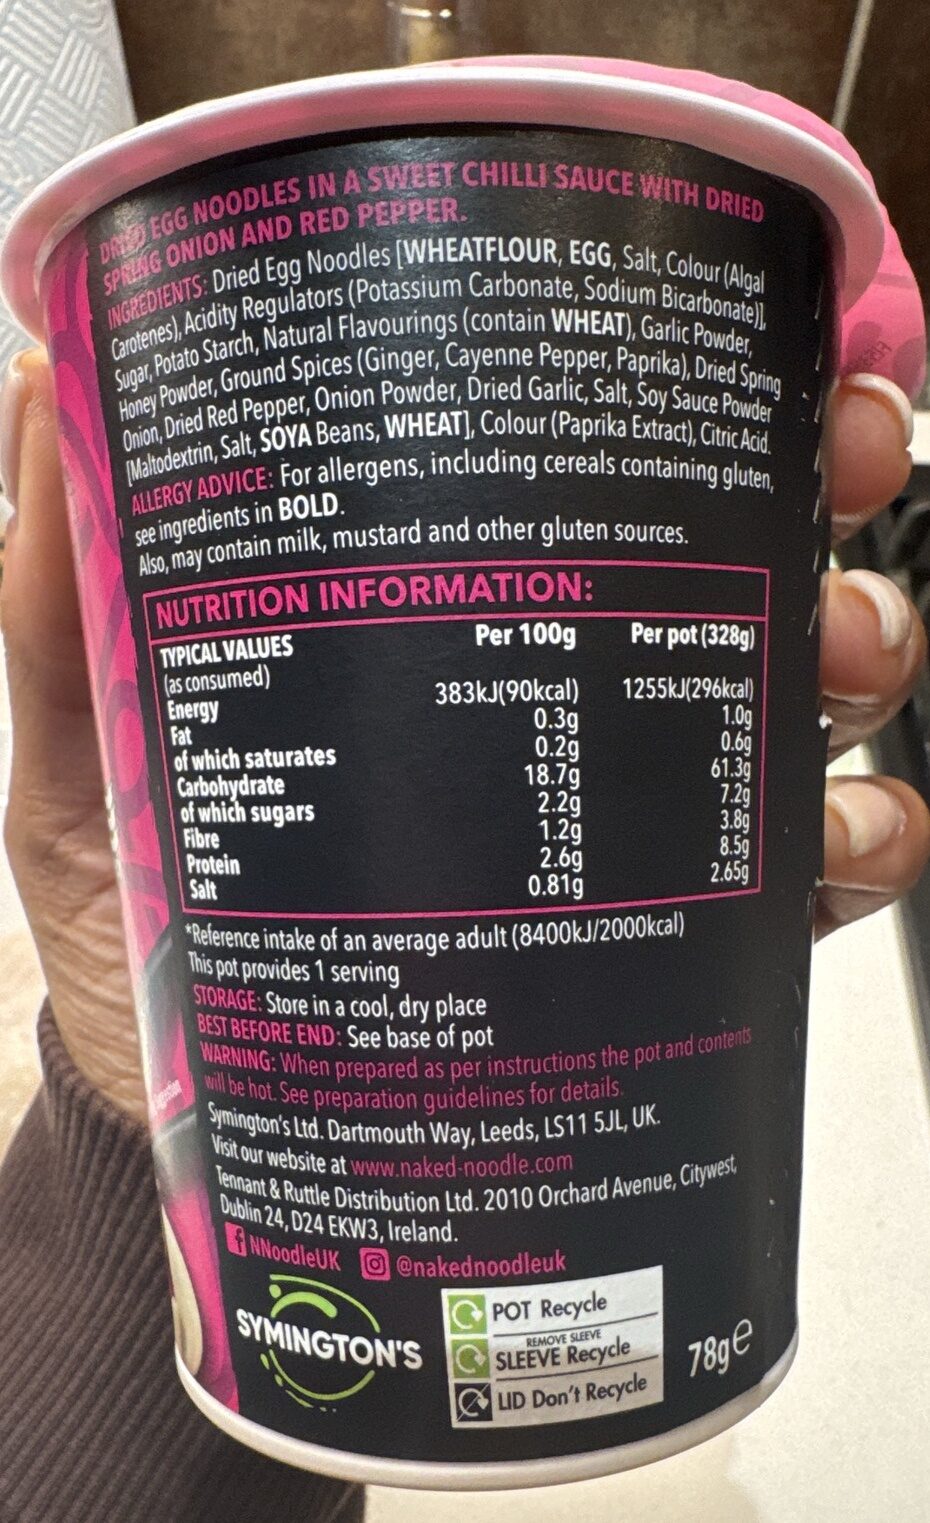 DRIED EGG NOODLES IN A SWEET CHILLI SAUCE WITH DRIED
SPRING ONION AND RED PEPPER.
INGREDIENTS: Dried Egg Noodles [WHEATFLOUR, EGG, Salt, Colour (Algal
Carotenes), Acidity Regulators (Potassium Carbonate, Sodium Bicarbonate)],
Sugar, Potato Starch, Natural Flavourings (contain WHEAT), Garlic Powder,
Honey Powder, Ground Spices (Ginger, Cayenne Pepper, Paprika), Dried Spring
Onion, Dried Red Pepper, Onion Powder, Dried Garlic, Salt, Soy Sauce Powder
[Maltodextrin, Salt, SOYA Beans, WHEAT], Colour (Paprika Extract), Citric Acid.
ALLERGY ADVICE: For allergens, including cereals containing gluten,
see ingredients in BOLD.
Also, may contain milk, mustard and other gluten sources.
NUTRITION INFORMATION:
TYPICAL VALUES Per 100g Per pot (328g)
(as consumed)
Energy 383kJ(90kcal) 1255kJ(296kcal)
Fat 0.3g 1.0g
of which saturates 0.2g 0.6g
Carbohydrate 18.7g 61.3g
of which sugars 2.2g 7.2g
Fibre 1.2g 3.8g
Protein 2.6g 8.5g
Salt 0.81g 2.65g
*Reference intake of an average adult (8400kJ/2000kcal)
This pot provides 1 serving
STORAGE: Store in a cool, dry place
BEST BEFORE END: See base of pot
WARNING: When prepared as per instructions the pot and contents
will be hot. See preparation guidelines for details.
Symington's Ltd. Dartmouth Way, Leeds, LS11 5JL, UK.
Visit our website at www.naked-noodle.com
Tennant & Ruttle Distribution Ltd. 2010 Orchard Avenue, Citywest,
Dublin 24, D24 EKW3, Ireland.
NNoodleUK @nakednoodleuk
SYMINGTON'S
POT Recycle
REMOVE SLEEVE
SLEEVE Recycle
LID Don't Recycle
78g e